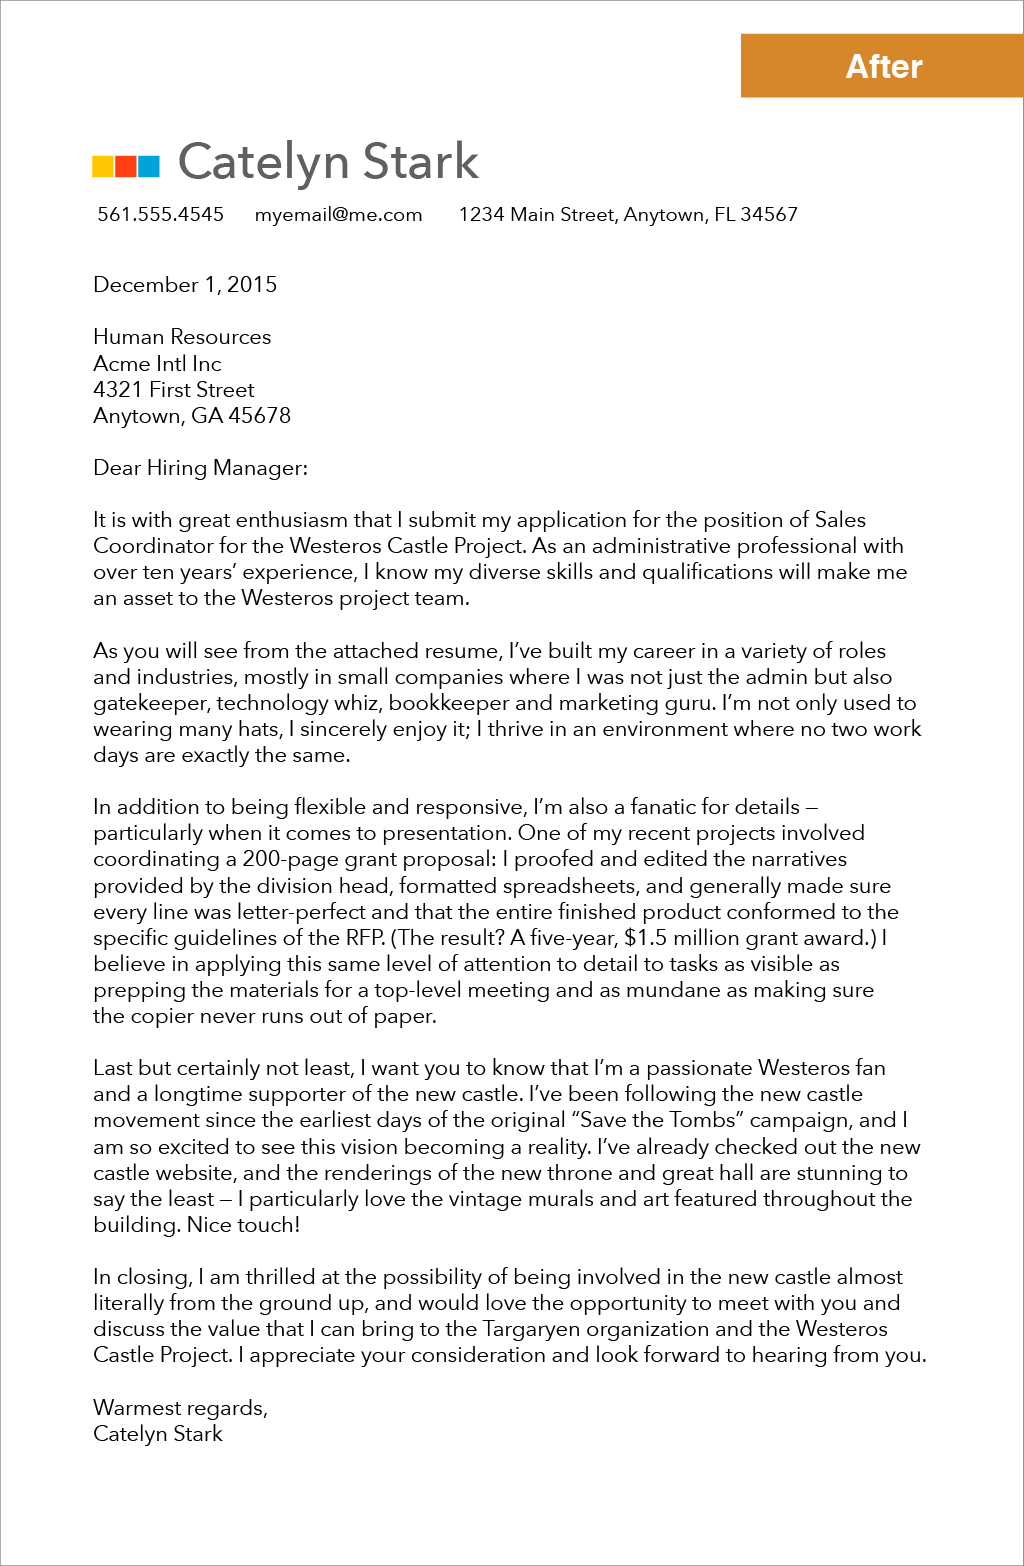 After
Catelyn Stark
561.555.4545 myemail@me.com 1234 Main Street, Anytown, FL 34567
December 1, 2015
Human Resources
Acme Intl Inc
4321 First Street
Anytown, GA 45678
Dear Hiring Manager:
It is with great enthusiasm that I submit my application for the position of Sales
Coordinator for the Westeros Castle Project. As an administrative professional with
over ten years’ experience, I know my diverse skills and qualifications will make me
an asset to the Westeros project team.
As you will see from the attached resume, I’ve built my career in a variety of roles
and industries, mostly in small companies where I was not just the admin but also
gatekeeper, technology whiz, bookkeeper and marketing guru. I’m not only used to
wearing many hats, I sincerely enjoy it; I thrive in an environment where no two work
days are exactly the same.
In addition to being flexible and responsive, I’m also a fanatic for details –
particularly when it comes to presentation. One of my recent projects involved
coordinating a 200-page grant proposal: I proofed and edited the narratives
provided by the division head, formatted spreadsheets, and generally made sure
every line was letter-perfect and that the entire finished product conformed to the
specific guidelines of the RFP. (The result? A five-year, $1.5 million grant award.) I
believe in applying this same level of attention to detail to tasks as visible as
prepping the materials for a top-level meeting and as mundane as making sure
the copier never runs out of paper.
Last but certainly not least, I want you to know that I’m a passionate Westeros fan
and a longtime supporter of the new castle. I’ve been following the new castle
movement since the earliest days of the original “Save the Tombs” campaign, and I
am so excited to see this vision becoming a reality. I’ve already checked out the new
castle website, and the renderings of the new throne and great hall are stunning to
say the least – I particularly love the vintage murals and art featured throughout the
building. Nice touch!
In closing, I am thrilled at the possibility of being involved in the new castle almost
literally from the ground up, and would love the opportunity to meet with you and
discuss the value that I can bring to the Targaryen organization and the Westeros
Castle Project. I appreciate your consideration and look forward to hearing from you.
Warmest regards,
Catelyn Stark